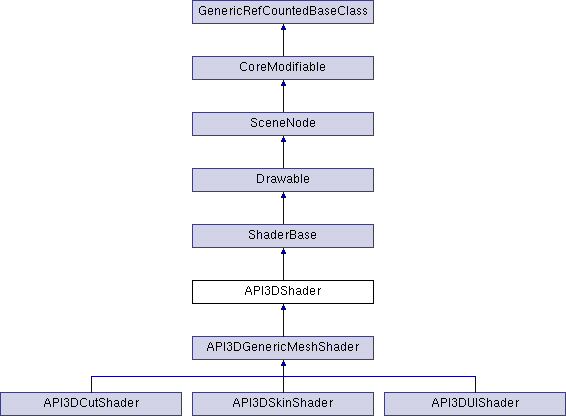 GenericRefCountedBaseClass
CoreModifiable
SceneNode
Drawable
ShaderBase
API3DShader
API3DGenericMeshShader
API3DCutShader
API3DSkinShader
API3DUIShader